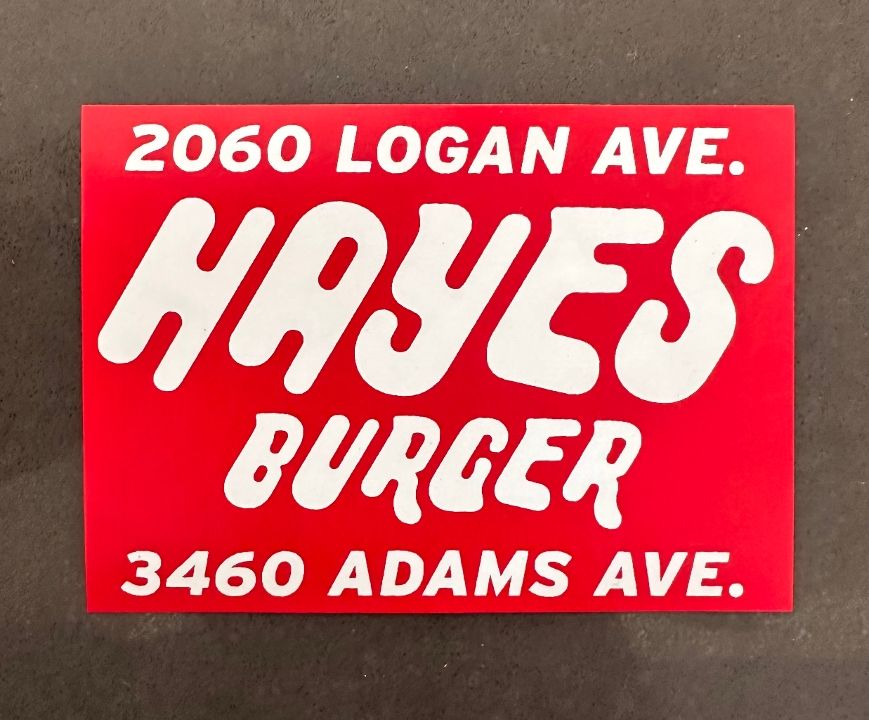 2060 LOGAN AVE.
HAYES
BURGER
3460 ADAMS AVE.